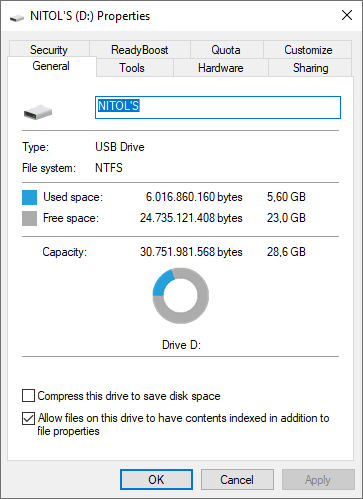 NITOL'S (D:) Properties
Security ReadyBoost Quota Customize
General Tools Hardware Sharing
NITOL'S
Type: USB Drive
File system: NTFS
Used space: 6.016.860.160 bytes 5,60 GB
Free space: 24.735.121.408 bytes 23,0 GB
Capacity: 30.751.981.568 bytes 28,6 GB
Drive D:
Compress this drive to save disk space
Allow files on this drive to have contents indexed in addition to
file properties
OK Cancel Apply